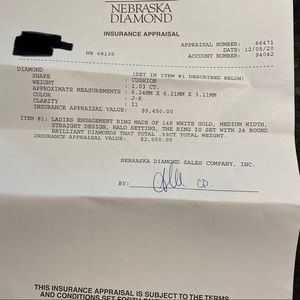 NEBRASKA
DIAMOND
INSURANCE APPRAISAL
APPRAISAL NUMBER: 66471
DATE: 12/05/20
NE 68135 ACCOUNT NUMBER: 94042
DIAMOND (SET IN ITEM #1 DESCRIBED BELOW)
SHAPE : CUSHION
WEIGHT : 1.03 CT.
APPROXIMATE MEASUREMENTS : 6.24MM X 6.21MM X 3.11MM
COLOR : J-K
CLARITY : I1
INSURANCE APPRAISAL VALUE: $5,450.00
ITEM #1: LADIES ENGAGEMENT RING MADE OF 14K WHITE GOLD, MEDIUM WIDTH,
STRAIGHT DESIGN, HALO SETTING, THE RING IS SET WITH 24 ROUND
BRILLIANT DIAMONDS THAT TOTAL .59CT TOTAL WEIGHT.
INSURANCE APPRAISAL VALUE: $2,550.00
NEBRASKA DIAMOND SALES COMPANY, INC.
BY:
THIS INSURANCE APPRAISAL IS SUBJECT TO THE TERMS
AND CONDITIONS SET FORTH ON